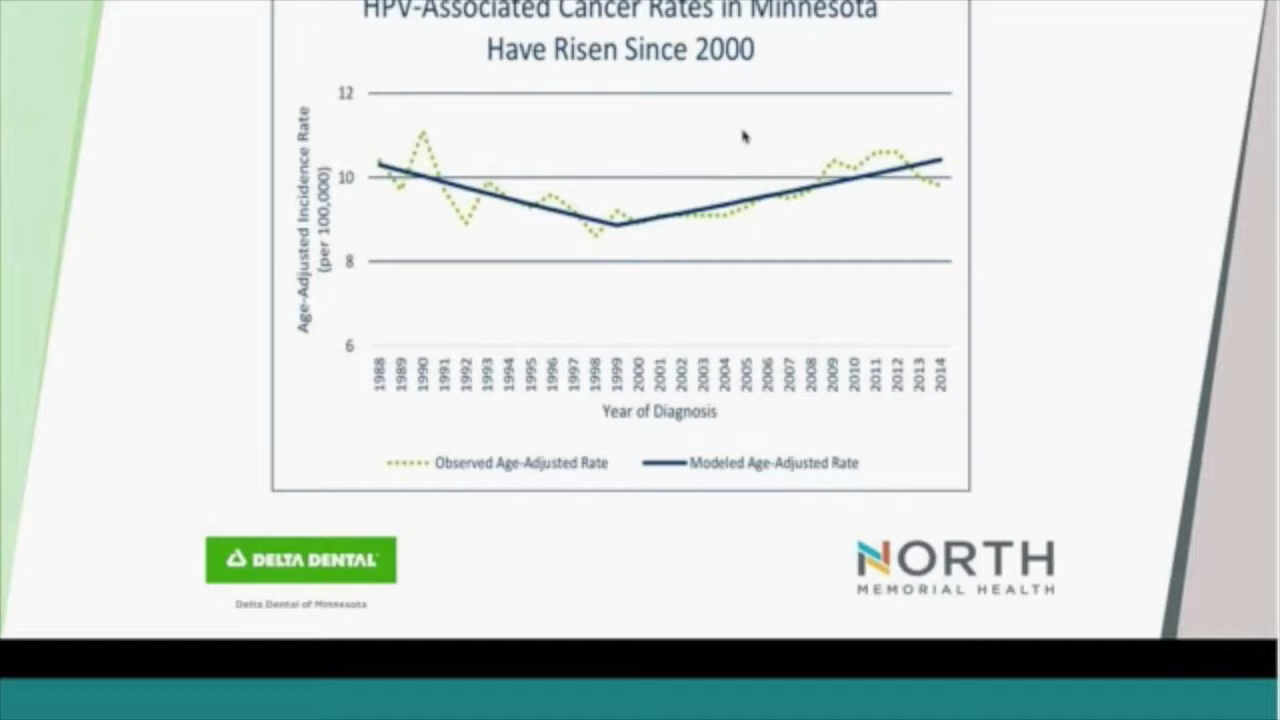 HPV-Associated Cancer Rates in Minnesota
Have Risen Since 2000
Age-Adjusted Incidence Rate
(per 100,000)
12
10
8
6
1988 1989 1990 1991 1992 1993 1994 1995 1996 1997 1998 1999 2000 2001 2002 2003 2004 2005 2006 2007 2008 2009 2010 2011 2012 2013 2014
Year of Diagnosis
Observed Age-Adjusted Rate Modeled Age-Adjusted Rate
DELTA DENTAL
Delta Dental of Minnesota
NORTH
MEMORIAL HEALTH